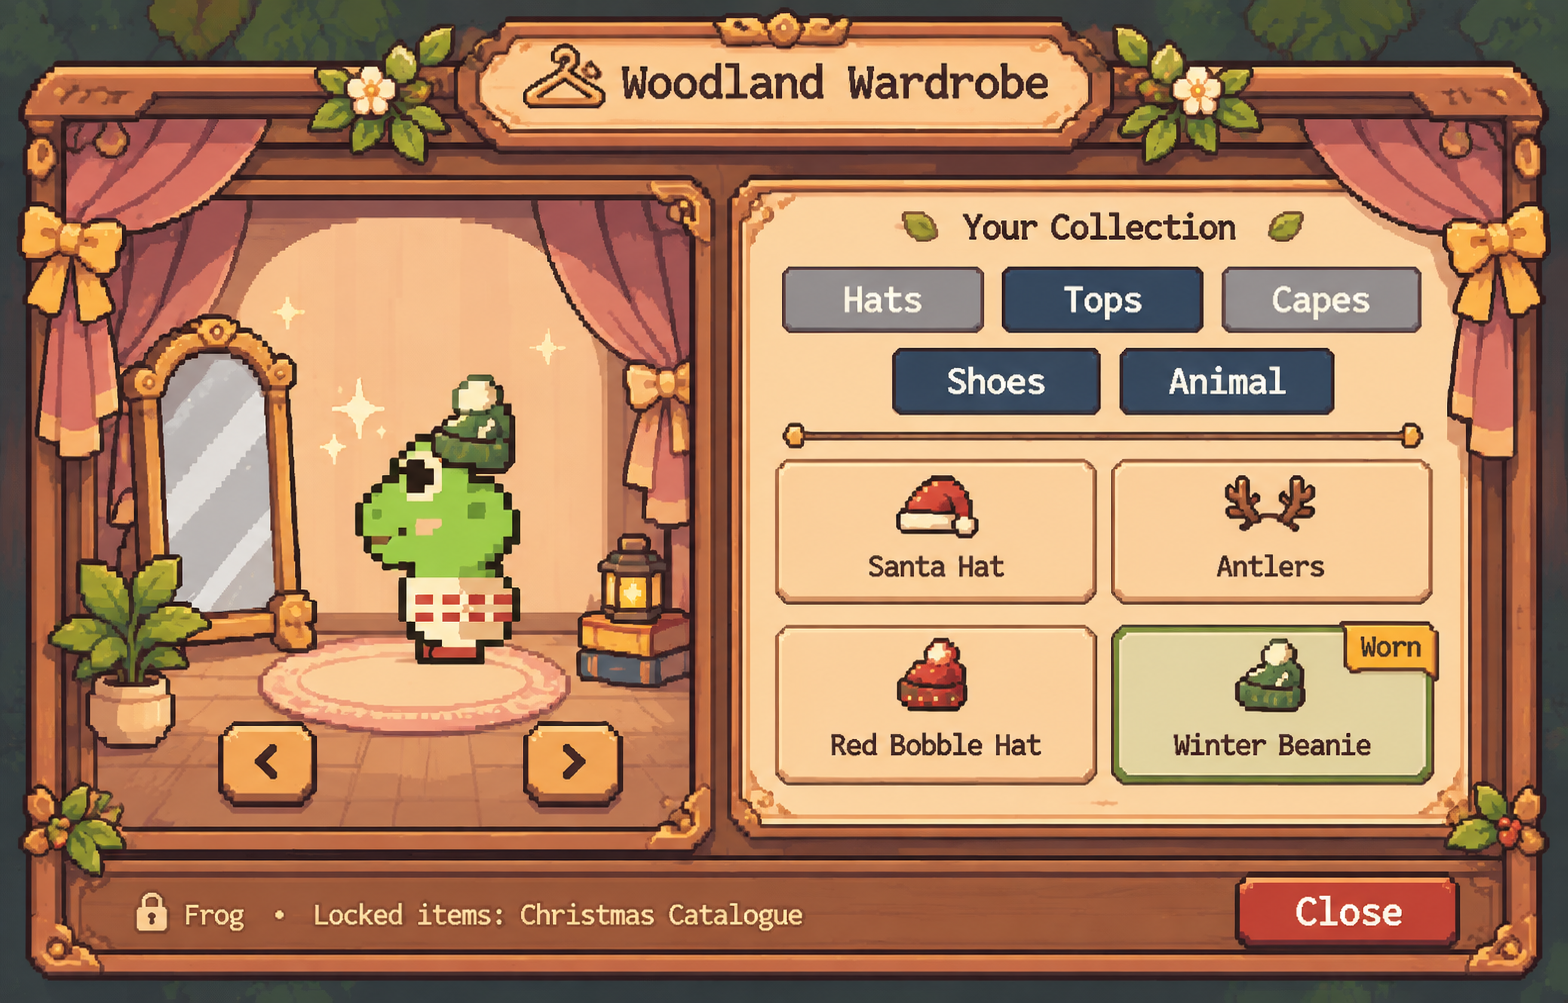 Woodland Wardrobe
Your Collection
Hats Tops Capes
Shoes Animal
Santa Hat
Antlers
Red Bobble Hat
Worn
Winter Beanie
Frog • Locked items: Christmas Catalogue
Close